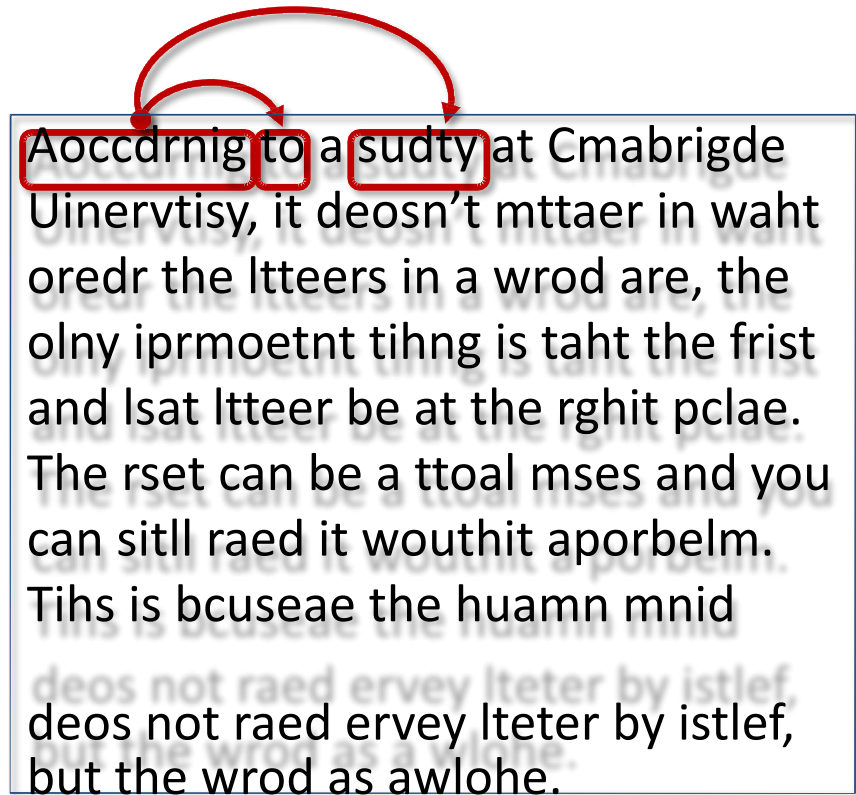 Aoccdrnig to a sudty at Cmabrigde
Uinervtisy, it deosn’t mttaer in waht
oredr the ltteers in a wrod are, the
olny iprmoetnt tihng is taht the frist
and lsat ltteer be at the rghit pclae.
The rset can be a ttoal mses and you
can sitll raed it wouthit aporbelm.
Tihs is bcuseae the huamn mnid
deos not raed ervey lteter by istlef,
but the wrod as awlohe.